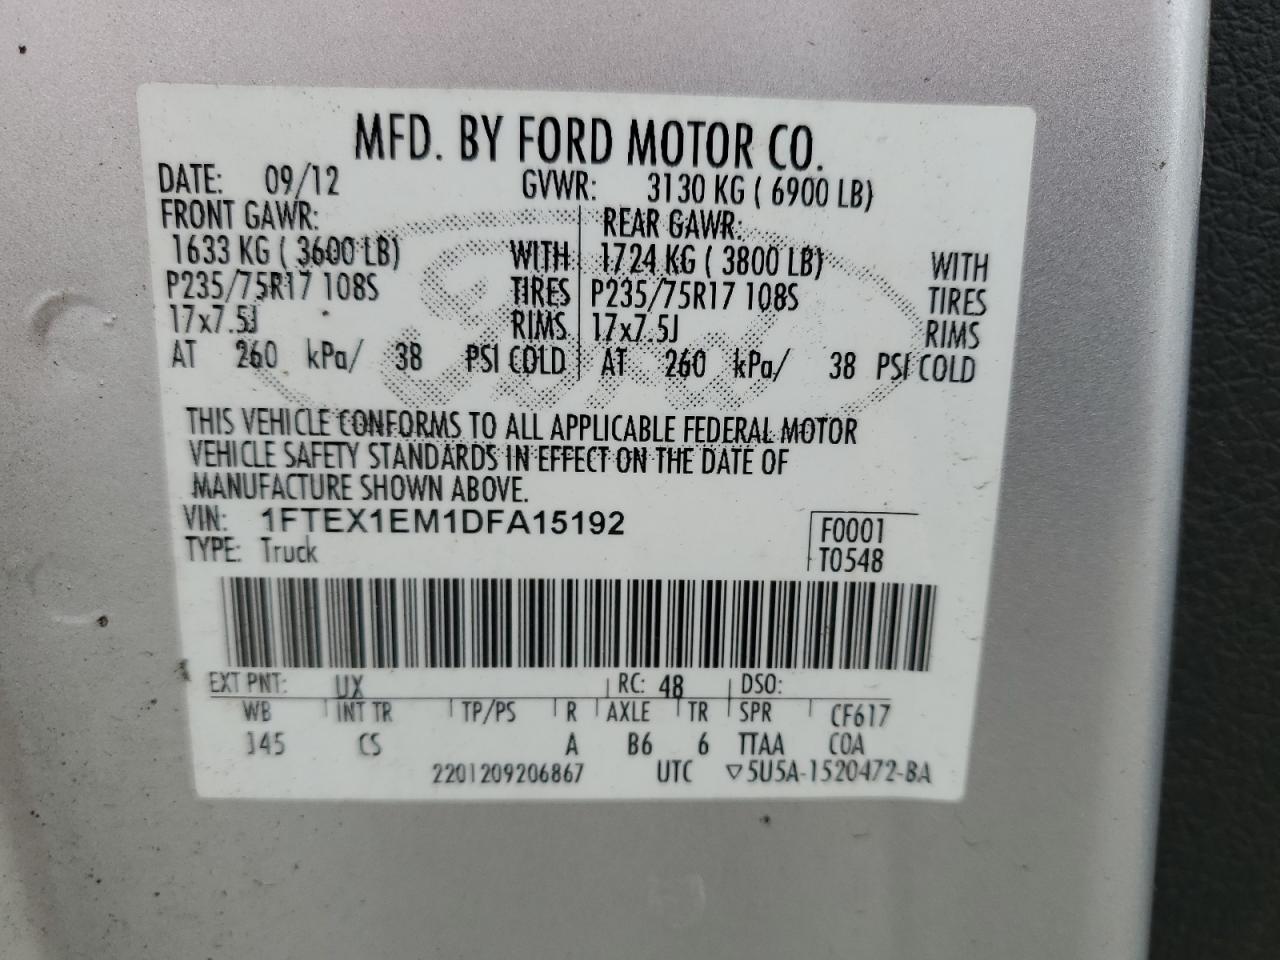 MFD. BY FORD MOTOR CO.
DATE: 09/12 GVWR: 3130 KG ( 6900 LB)
FRONT GAWR: REAR GAWR:
1633 KG ( 3600 LB) WITH 1724 KG ( 3800 LB) WITH
P235/75R17 108S TIRES P235/75R17 108S TIRES
17x7.5J RIMS 17x7.5J RIMS
AT 260 kPa/ 38 PSI COLD AT 260 kPa/ 38 PSI COLD
Ford
THIS VEHICLE CONFORMS TO ALL APPLICABLE FEDERAL MOTOR
VEHICLE SAFETY STANDARDS IN EFFECT ON THE DATE OF
MANUFACTURE SHOWN ABOVE.
VIN: 1FTEX1EM1DFA15192 F0001
TYPE: Truck T0548
EXT PNT: UX RC: 48 DSO:
WB INT TR TP/PS R AXLE TR SPR CF617
145 CS A B6 6 TTAA COA
2201209206867 UTC ▽5U5A-1520472-BA